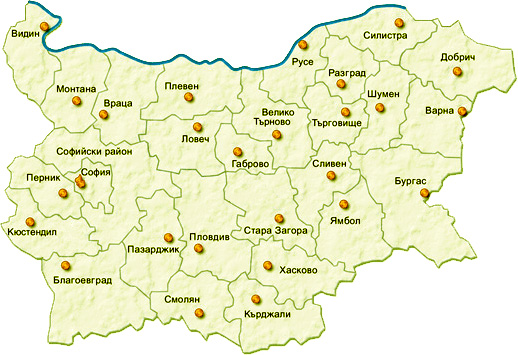 Видин
Силистра
Русе
Добрич
Разград
Монтана
Плевен
Враца
Шумен
Варна
Велико
Търново
Търговище
Ловеч
Софийски район
Габрово
Сливен
София
Перник
Бургас
Кюстендил
Ямбол
Стара Загора
Пловдив
Пазарджик
Хасково
Благоевград
Смолян
Кърджали